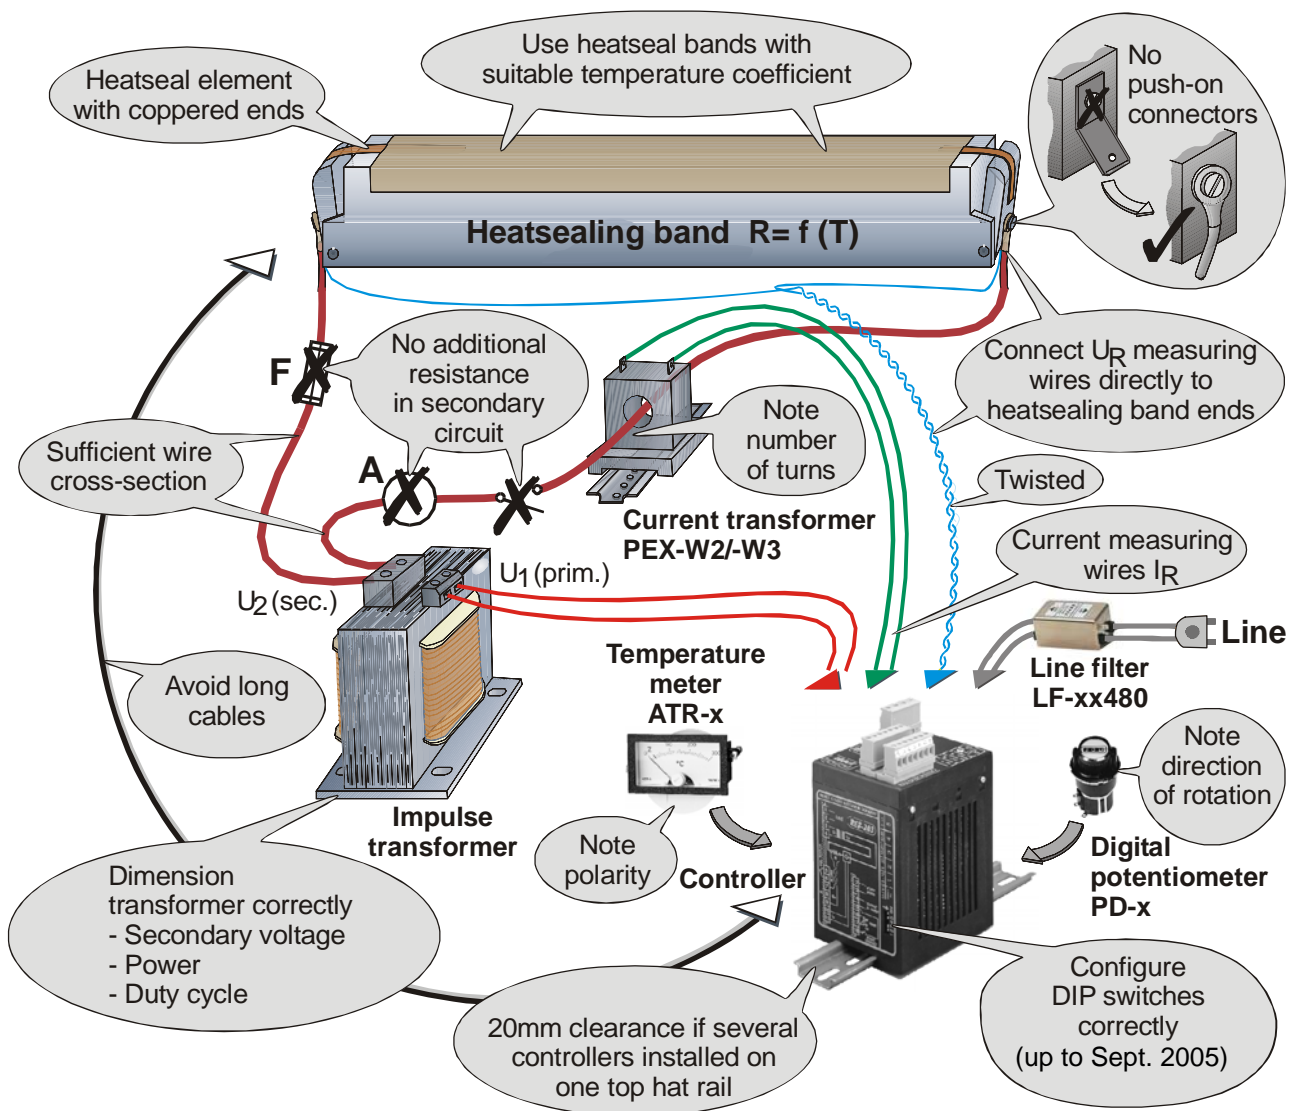 Use heatseal bands with
suitable temperature coefficient
Heatseal element
with coppered ends
No
push-on
connectors
Heatsealing band R= f (T)
F
No additional
resistance
in secondary
circuit
Connect UR measuring
wires directly to
heatsealing band ends
Note
number
of turns
Sufficient wire
cross-section
A
Twisted
Current transformer
PEX-W2/-W3
Current measuring
wires IR
U1 (prim.)
U2 (sec.)
Line
Line filter
LF-xx480
Temperature
meter
ATR-x
Avoid long
cables
°C
Note
direction
of rotation
Impulse
transformer
Note
polarity
Controller
Digital
potentiometer
PD-x
Dimension
transformer correctly
- Secondary voltage
- Power
- Duty cycle
Configure
DIP switches
correctly
(up to Sept. 2005)
20mm clearance if several
controllers installed on
one top hat rail